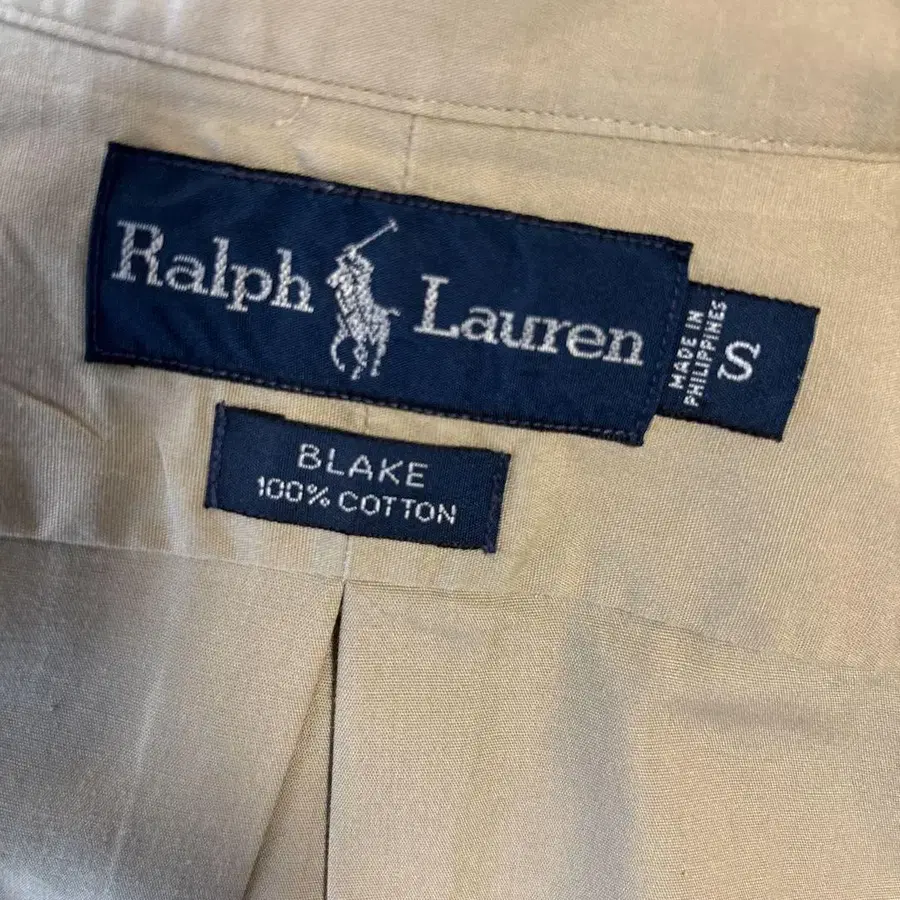 Ralph Lauren
MADE IN
PHILIPPINES
S
BLAKE
100% COTTON